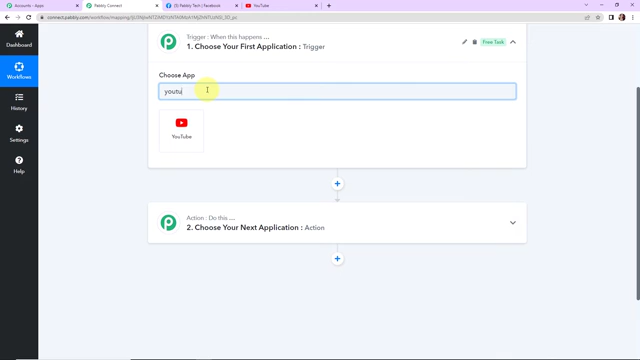 Accounts - Apps
Pabbly Connect
(5) Pabbly Tech | Facebook
YouTube
Trigger : When this happens ...
1. Choose Your First Application : Trigger
Free Task
Choose App
youtu
YouTube
Action : Do this ....
2. Choose Your Next Application : Action
Dashboard
Workflows
History
Settings
Help